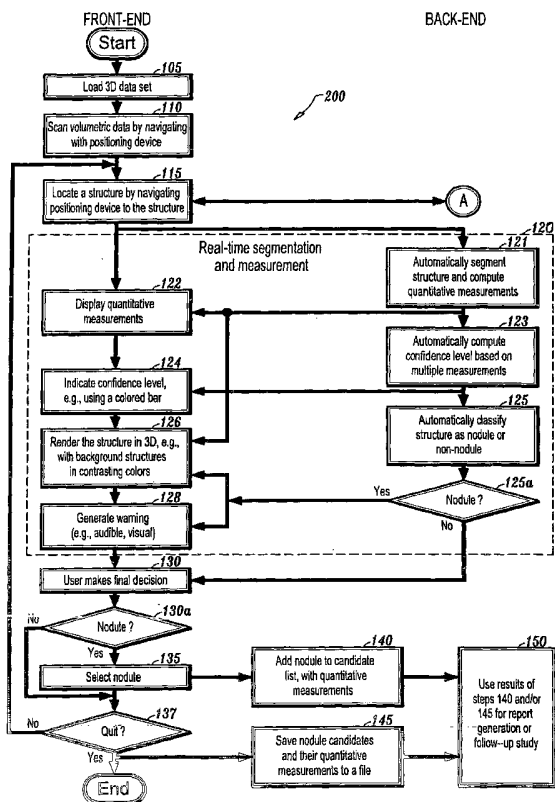 FRONT-END
BACK-END
Start
105
Load 3D data set
200
110
Scan volumetric data by navigating
with positioning device
115
Locate a structure by navigating
positioning device to the structure
A
120
Real-time segmentation
and measurement
121
Automatically segment
structure and compute
quantitative measurements
122
Display quantitative
measurements
123
Automatically compute
confidence level based on
multiple measurements
124
Indicate confidence level,
e.g., using a colored bar
125
Automatically classify
structure as nodule or
non-nodule
126
Render the structure in 3D, e.g.,
with background structures
in contrasting colors
125a
Nodule ?
Yes
No
128
Generate warning
(e.g., audible, visual)
130
User makes final decision
130a
Nodule ?
No
Yes
135
Select nodule
140
Add nodule to candidate
list, with quantitative
measurements
150
Use results of
steps 140 and/or
145 for report
generation or
follow--up study
137
Quit ?
No
Yes
145
Save nodule candidates
and their quantitative
measurements to a file
End